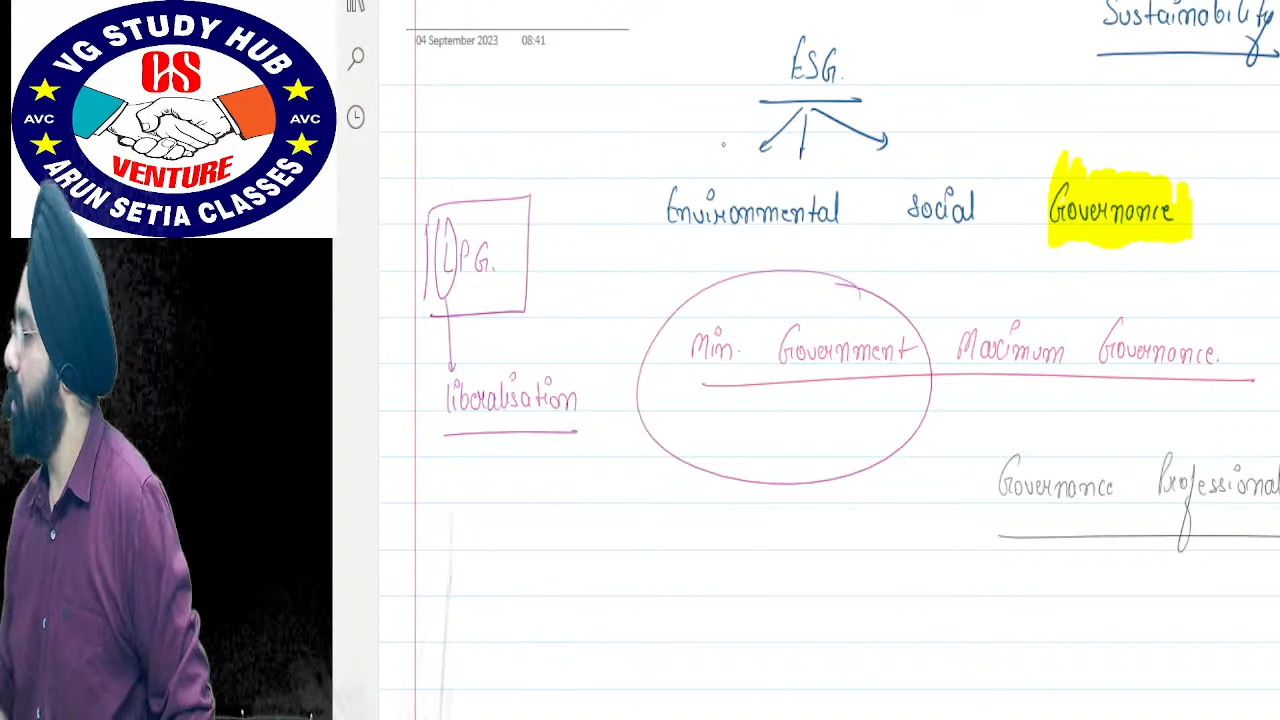 VG STUDY HUB
CS
AVC
AVC
VENTURE
ARUN SETIA CLASSES
04 September 2023 08:41
Sustainability
ESG.
Environmental Social Governance
LPG.
Min. Government Maximum Governance.
liberalisation
Governance Professional